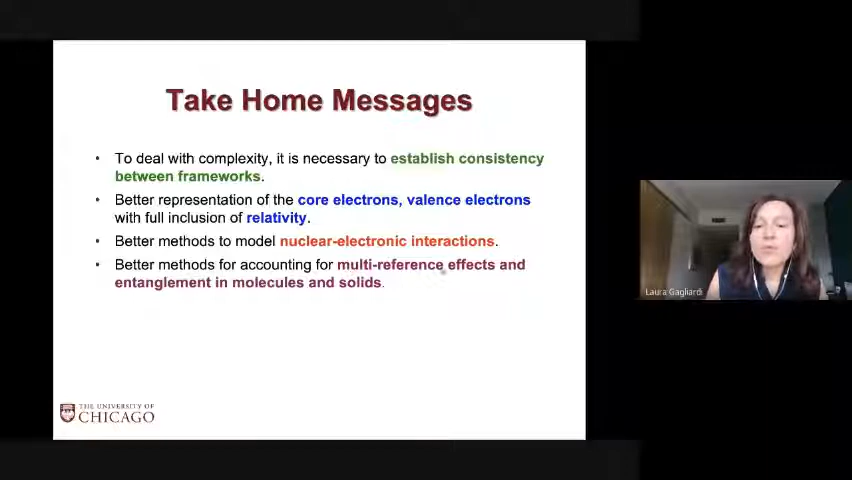 Take Home Messages
• To deal with complexity, it is necessary to establish consistency
between frameworks.
• Better representation of the core electrons, valence electrons
with full inclusion of relativity.
• Better methods to model nuclear-electronic interactions.
• Better methods for accounting for multi-reference effects and
entanglement in molecules and solids.
THE UNIVERSITY OF
CHICAGO
Laura Gagliardi